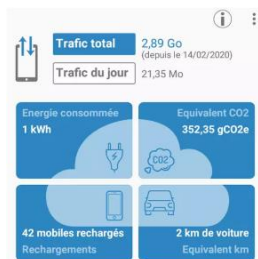 Trafic total
2,89 Go
(depuis le 14/02/2020)
Trafic du jour
21,35 Mo
Energie consommée
1 kWh
Equivalent CO2
352,35 gCO2e
CO2
42 mobiles rechargés
Rechargements
2 km de voiture
Equivalent km